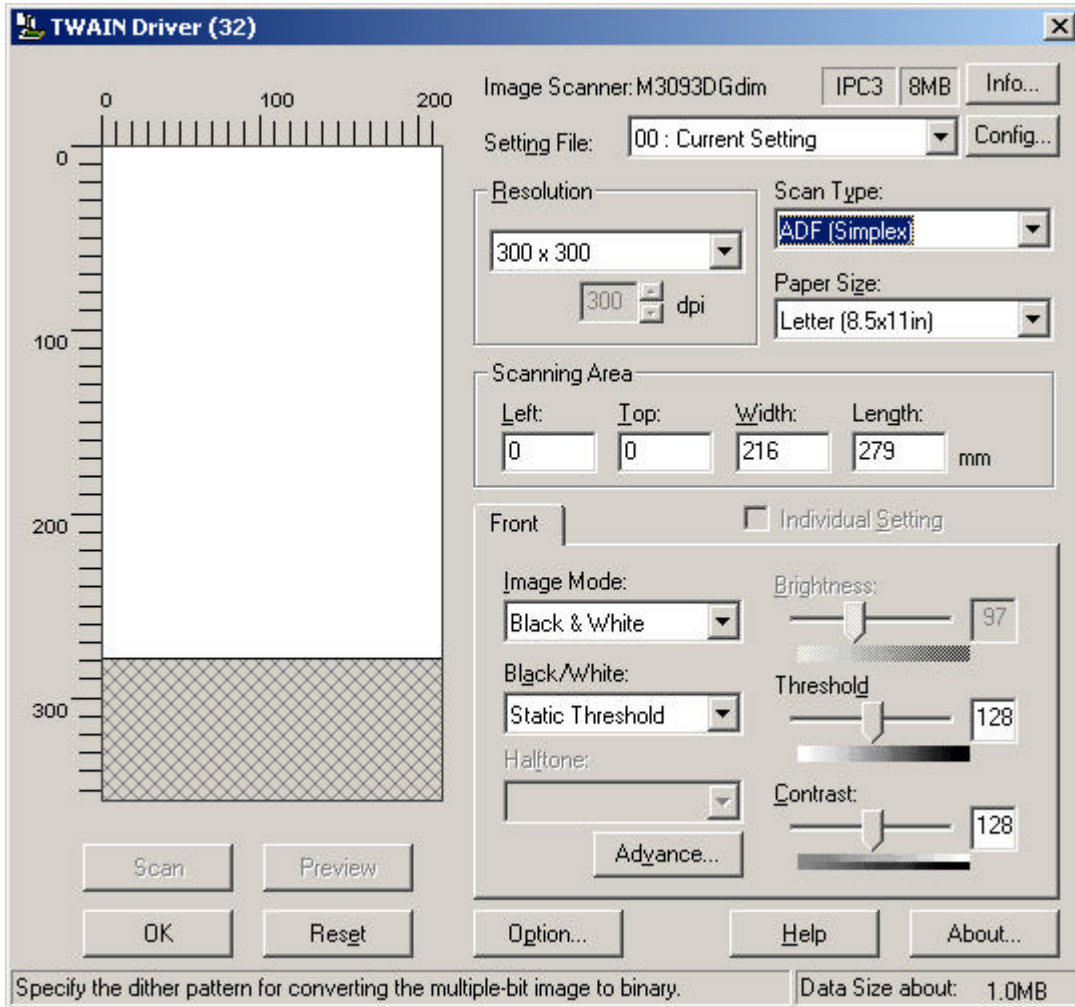 TWAIN Driver (32)
0 100 200
0
100
200
300
Image Scanner: M3093DGdim IPC3 8MB Info...
Setting File: 00 : Current Setting Config...
Resolution
300 x 300
300 dpi
Scan Type:
ADF (Simplex)
Paper Size:
Letter (8.5x11in)
Scanning Area
Left: Top: Width: Length:
0 0 216 279 mm
Front Individual Setting
Image Mode:
Black & White
Black/White:
Static Threshold
Halftone:
Advance...
Brightness:
97
Threshold
128
Contrast:
128
Scan Preview
OK Reset Option... Help About...
Specify the dither pattern for converting the multiple-bit image to binary. Data Size about: 1.0MB